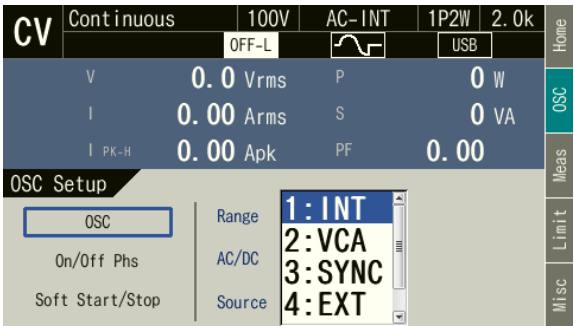 CV Continuous 100V AC-INT 1P2W 2.0k
OFF-L USB
V 0.0 Vrms P 0 W
I 0.00 Arms S 0 VA
I PK-H 0.00 Apk PF 0.00
OSC Setup
OSC
On/Off Phs
Soft Start/Stop
Range
AC/DC
Source
1:INT
2:VCA
3:SYNC
4:EXT
Home
OSC
Meas
Limit
Misc